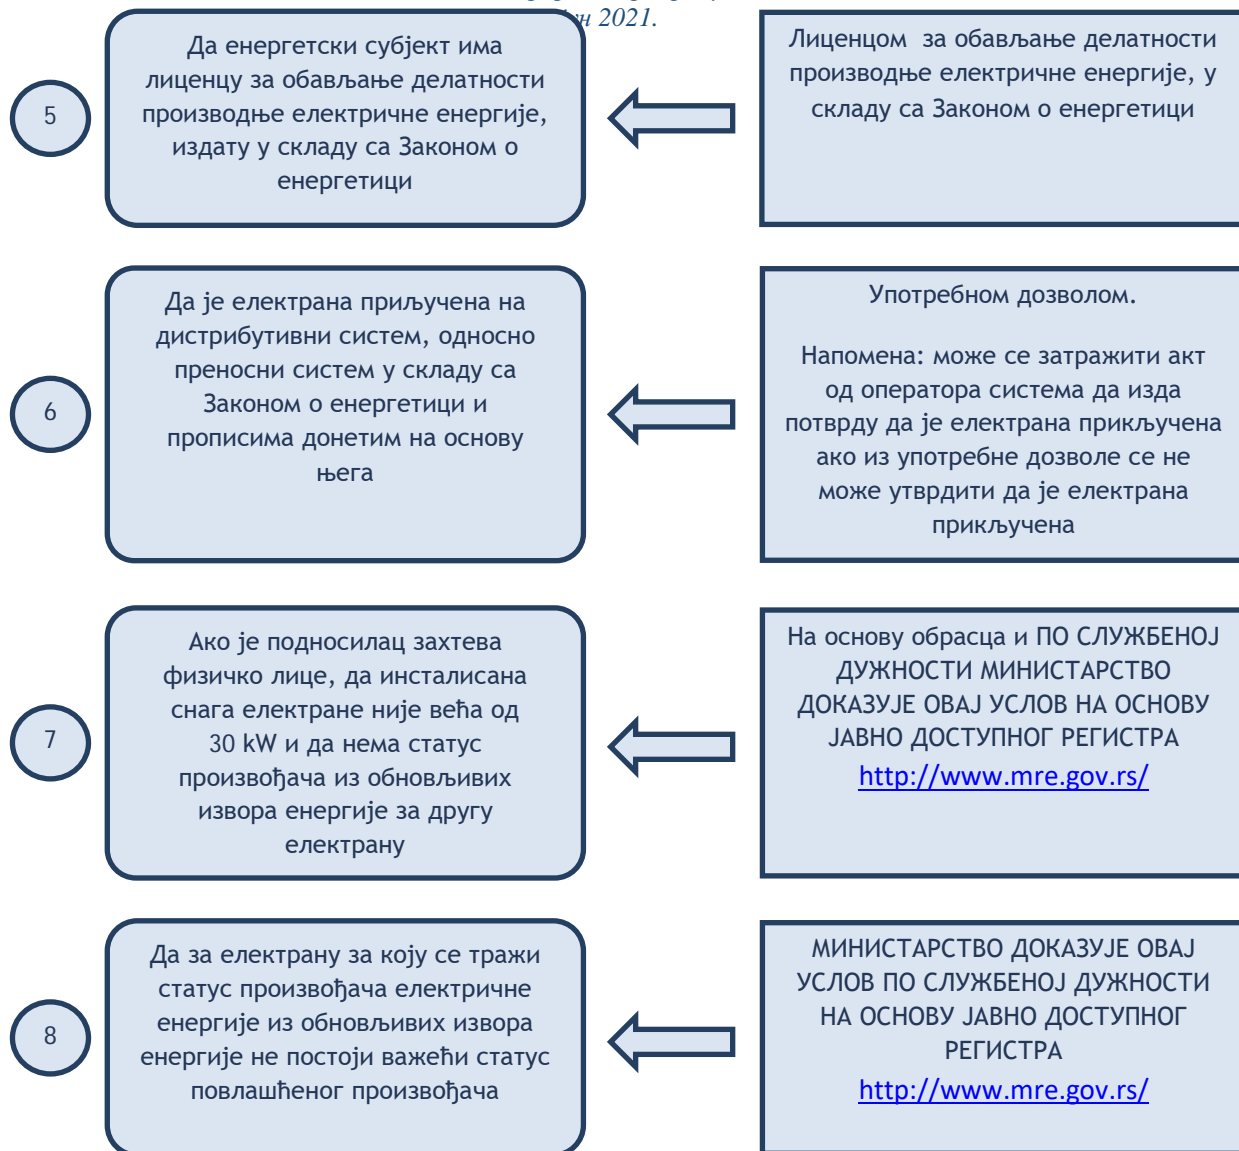 2021.
5
Да енергетски субјект има
лиценцу за обављање делатности
производње електричне енергије,
издату у складу са Законом о
енергетици
Лиценцом за обављање делатности
производње електричне енергије, у
складу са Законом о енергетици
6
Да је електрана приључена на
дистрибутивни систем, односно
преносни систем у складу са
Законом о енергетици и
прописима донетим на основу
њега
Употребном дозволом.
Напомена: може се затражити акт
од оператора система да изда
потврду да је електрана прикључена
ако из употребне дозволе се не
може утврдити да је електрана
прикључена
7
Ако је подносилац захтева
физичко лице, да инсталисана
снага електране није већа од
30 kW и да нема статус
произвођача из обновљивих
извора енергије за другу
електрану
На основу обрасца и ПО СЛУЖБЕНОЈ
ДУЖНОСТИ МИНИСТАРСТВО
ДОКАЗУЈЕ ОВАЈ УСЛОВ НА ОСНОВУ
ЈАВНО ДОСТУПНОГ РЕГИСТРА
http://www.mre.gov.rs/
8
Да за електрану за коју се тражи
статус произвођача електричне
енергије из обновљивих извора
енергије не постоји важећи статус
повлашћеног произвођача
МИНИСТАРСТВО ДОКАЗУЈЕ ОВАЈ
УСЛОВ ПО СЛУЖБЕНОЈ ДУЖНОСТИ
НА ОСНОВУ ЈАВНО ДОСТУПНОГ
РЕГИСТРА
http://www.mre.gov.rs/